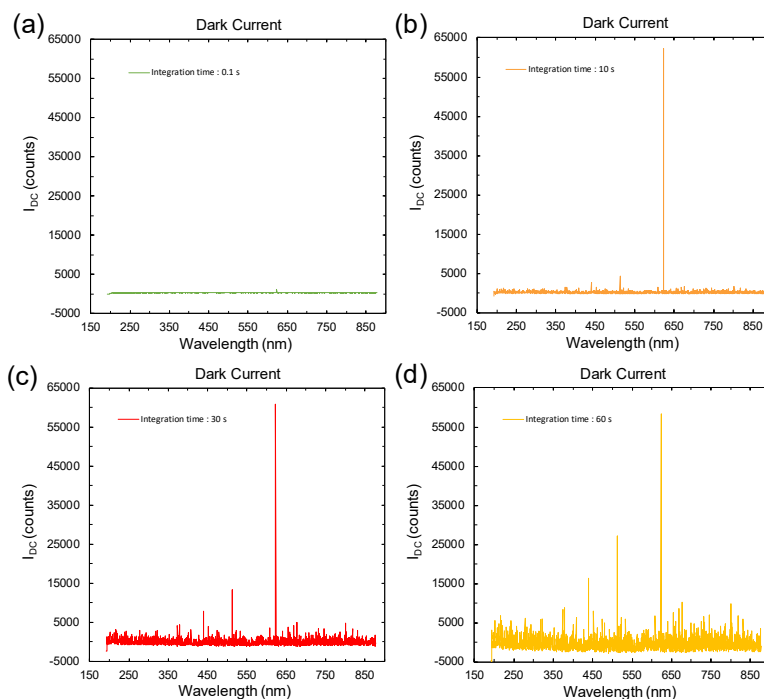 (a)
Dark Current
65000
55000
45000
35000
25000
15000
5000
-5000
I_DC (counts)
Integration time : 0.1 s
150 250 350 450 550 650 750 850
Wavelength (nm)
(b)
Dark Current
65000
55000
45000
35000
25000
15000
5000
-5000
I_DC (counts)
Integration time : 10 s
150 250 350 450 550 650 750 850
Wavelength (nm)
(c)
Dark Current
65000
55000
45000
35000
25000
15000
5000
-5000
I_DC (counts)
Integration time : 30 s
150 250 350 450 550 650 750 850
Wavelength (nm)
(d)
Dark Current
65000
55000
45000
35000
25000
15000
5000
-5000
I_DC (counts)
Integration time : 60 s
150 250 350 450 550 650 750 850
Wavelength (nm)